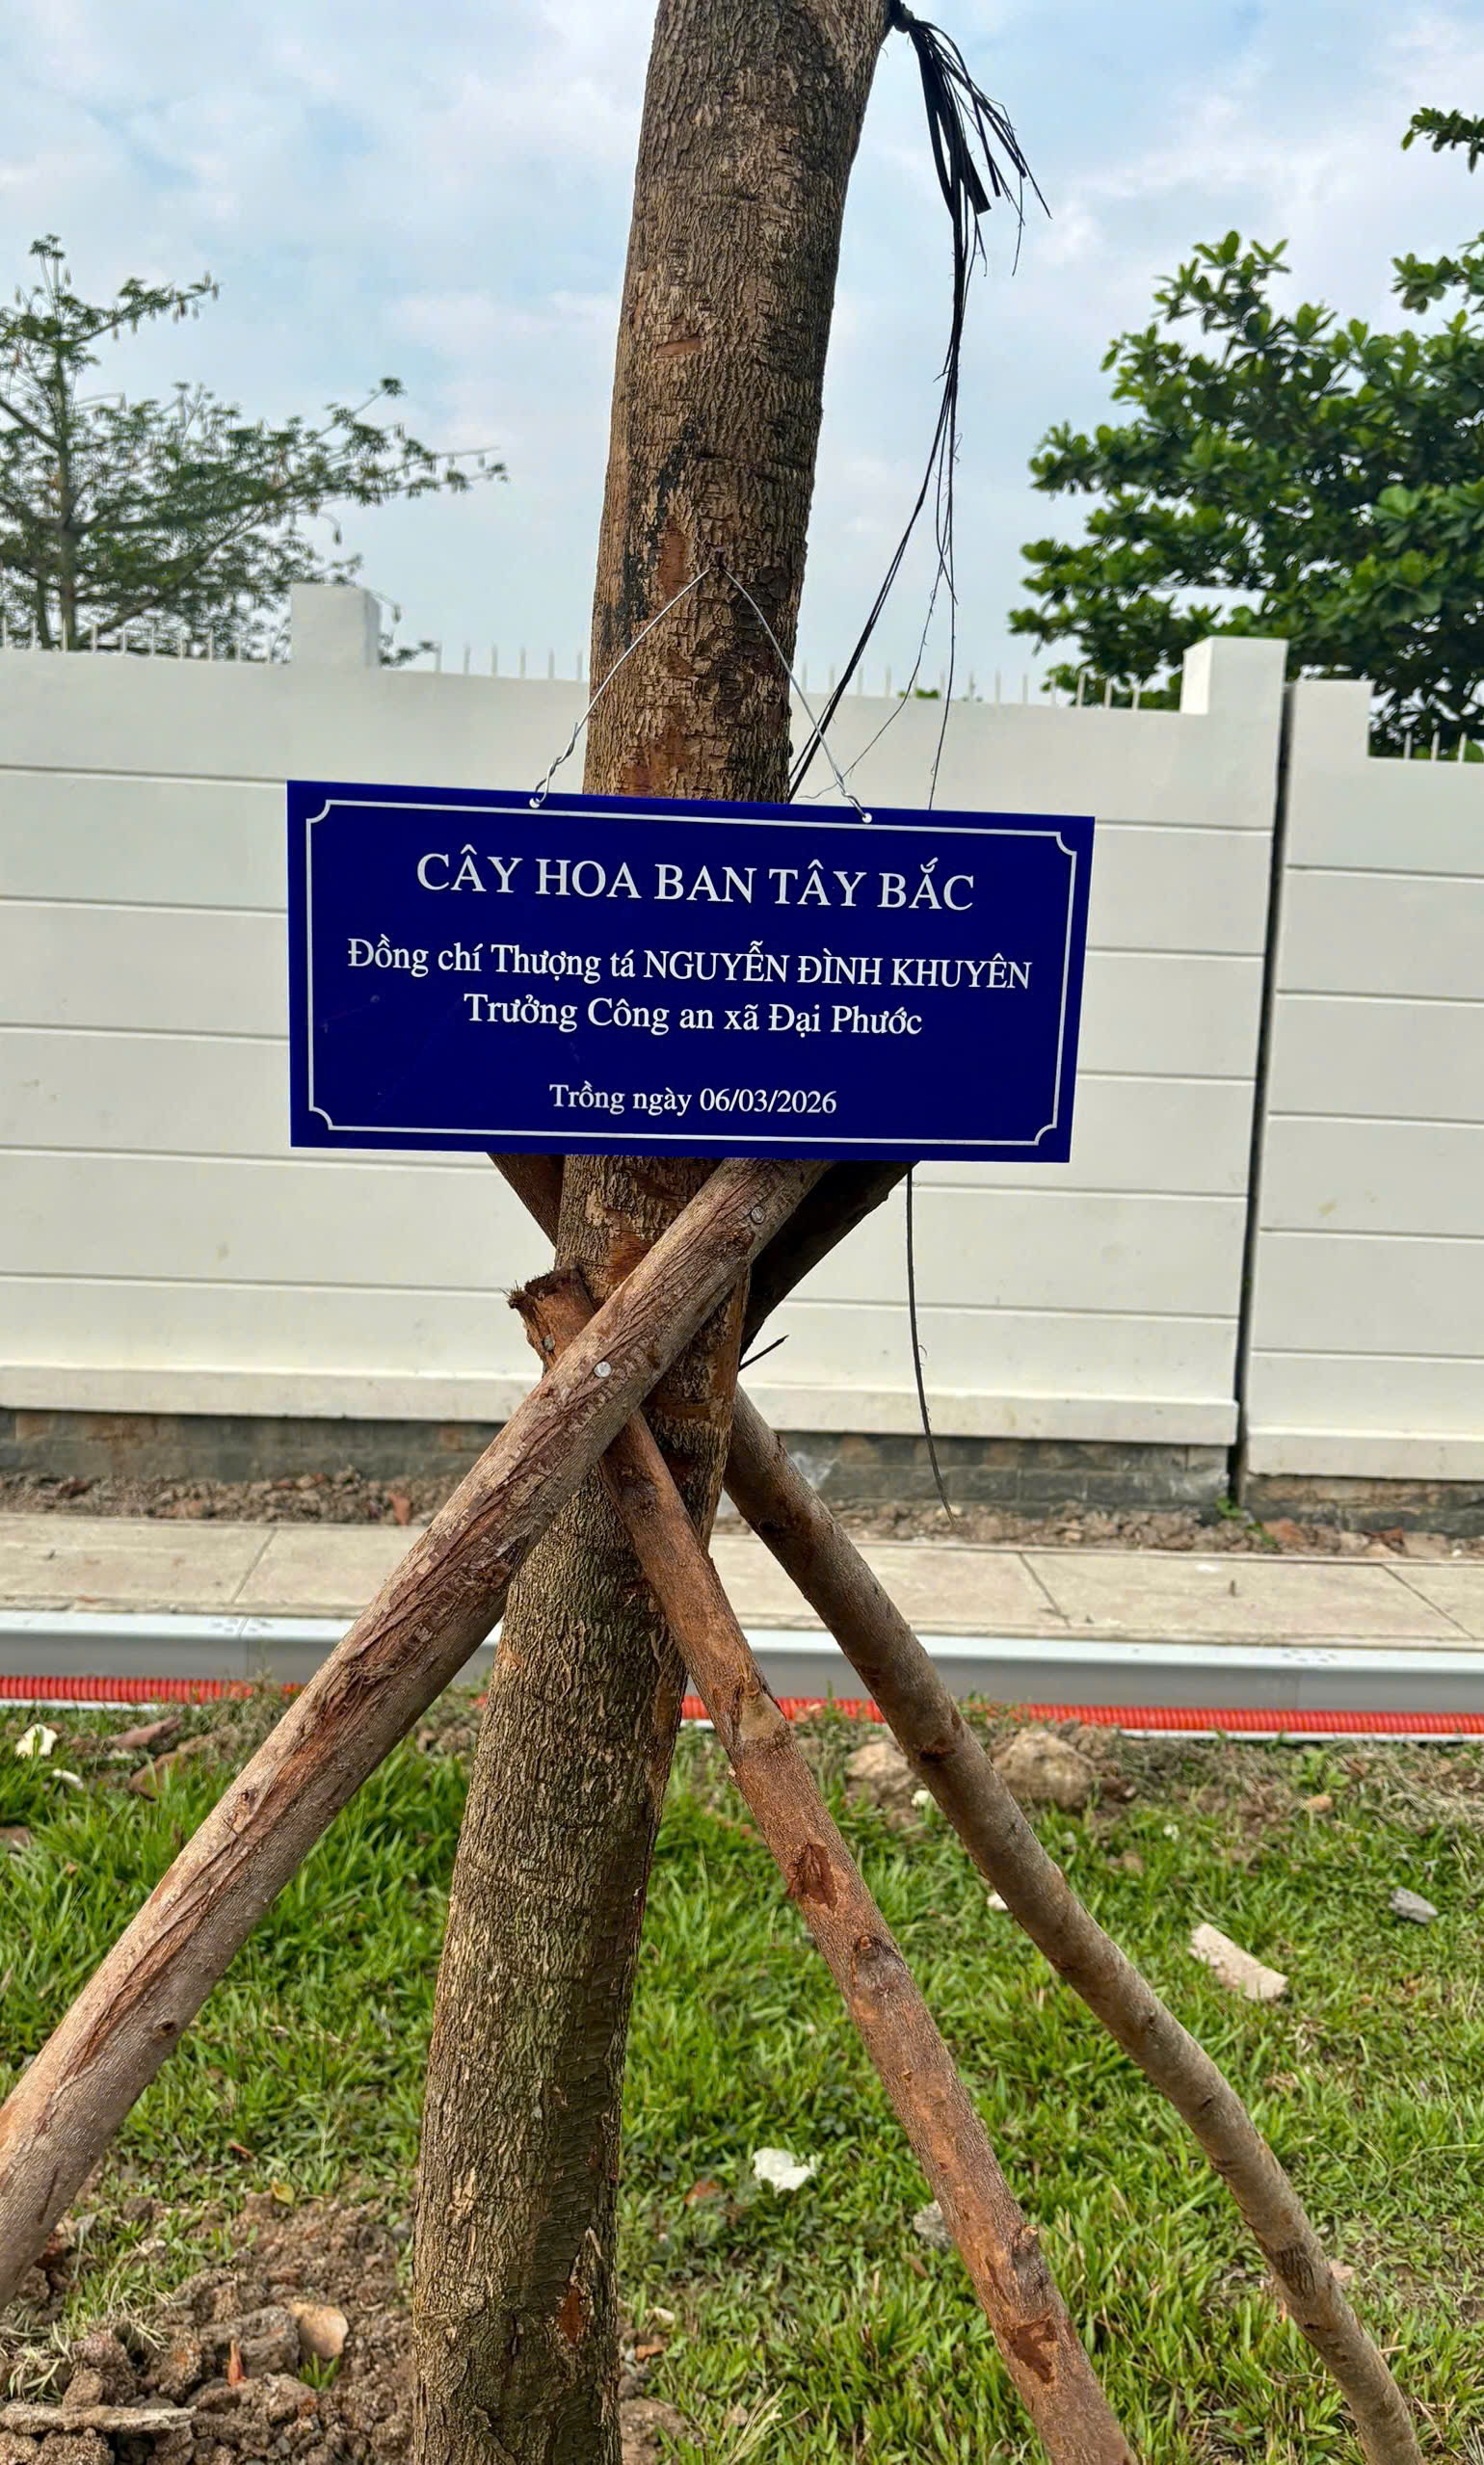 CÂY HOA BAN TÂY BẮC
Đồng chí Thượng tá NGUYỄN ĐÌNH KHUYÊN
Trưởng Công an xã Đại Phước
Trồng ngày 06/03/2026